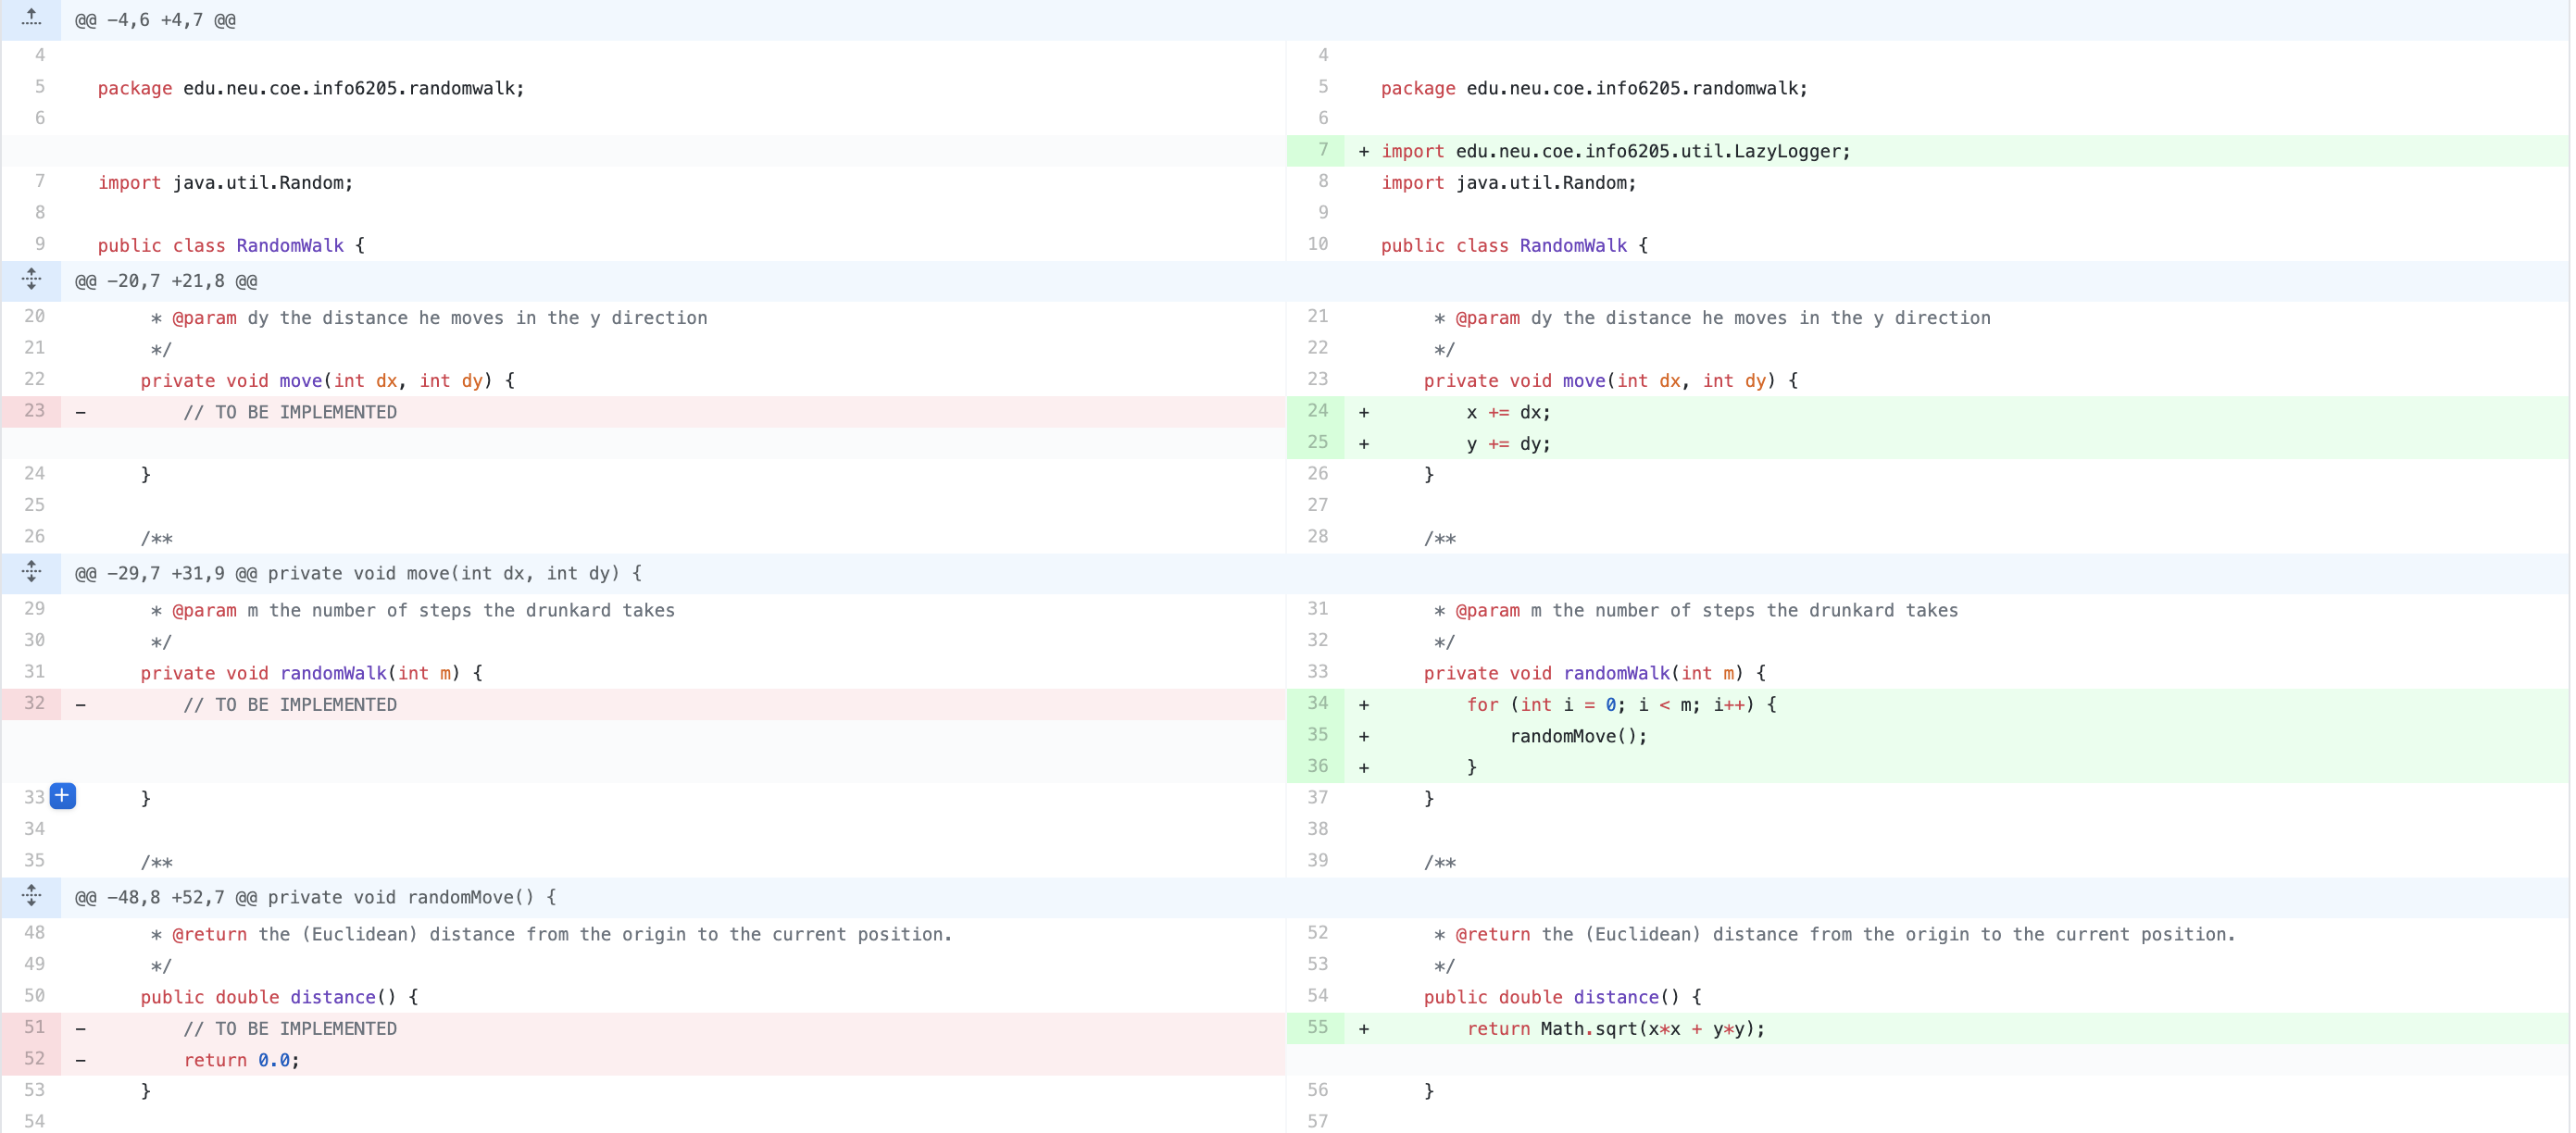 @@ -4,6 +4,7 @@
4 4
5 package edu.neu.coe.info6205.randomwalk; 5 package edu.neu.coe.info6205.randomwalk;
6 6
7 + import edu.neu.coe.info6205.util.LazyLogger;
7 import java.util.Random; 8 import java.util.Random;
8 9
9 public class RandomWalk { 10 public class RandomWalk {
@@ -20,7 +21,8 @@
20 * @param dy the distance he moves in the y direction 21 * @param dy the distance he moves in the y direction
21 */ 22 */
22 private void move(int dx, int dy) { 23 private void move(int dx, int dy) {
23 - // TO BE IMPLEMENTED 24 + x += dx;
25 + y += dy;
24 } 26 }
25 27
26 /** 28 /**
@@ -29,7 +31,9 @@ private void move(int dx, int dy) {
29 * @param m the number of steps the drunkard takes 31 * @param m the number of steps the drunkard takes
30 */ 32 */
31 private void randomWalk(int m) { 33 private void randomWalk(int m) {
32 - // TO BE IMPLEMENTED 34 + for (int i = 0; i < m; i++) {
35 + randomMove();
36 + }
33 + } 37 }
34 38
35 /** 39 /**
@@ -48,8 +52,7 @@ private void randomMove() {
48 * @return the (Euclidean) distance from the origin to the current position. 52 * @return the (Euclidean) distance from the origin to the current position.
49 */ 53 */
50 public double distance() { 54 public double distance() {
51 - // TO BE IMPLEMENTED 55 + return Math.sqrt(x*x + y*y);
52 - return 0.0;
53 } 56 }
54 57